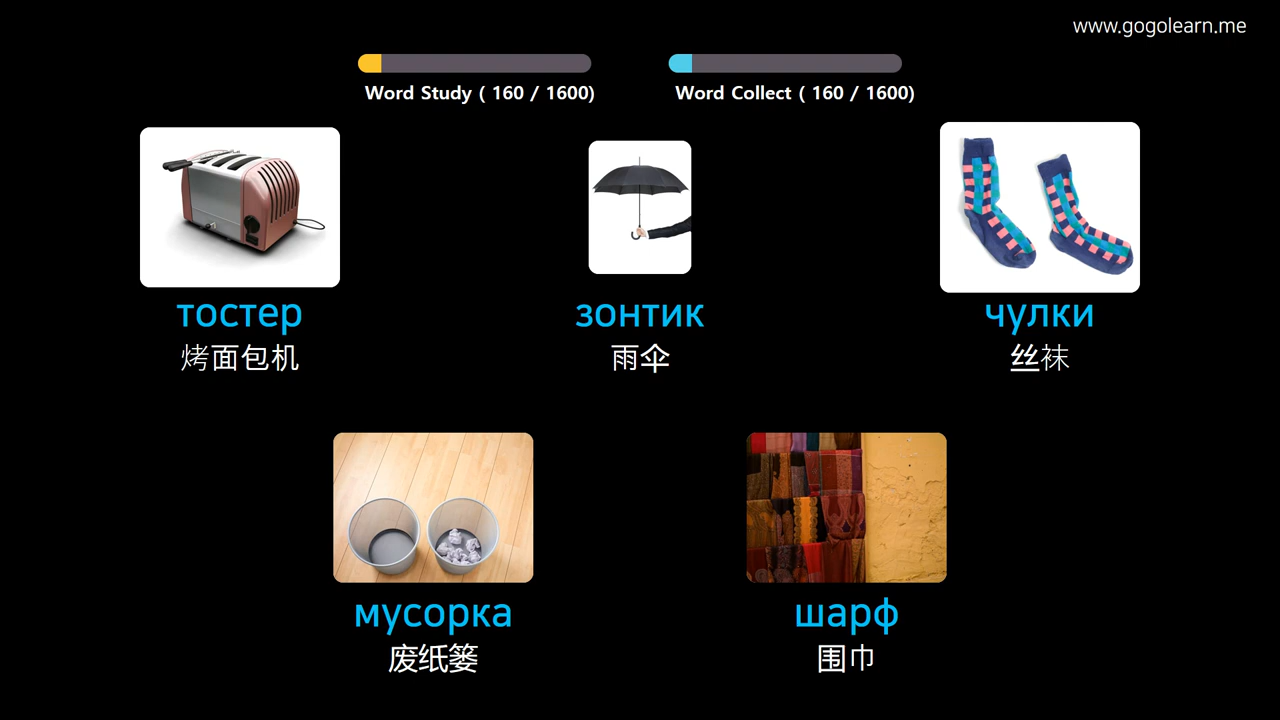 www.gogolearn.me
Word Study ( 160 / 1600)
Word Collect ( 160 / 1600)
тостер
烤面包机
зонтик
雨伞
чулки
丝袜
мусорка
废纸篓
шарф
围巾